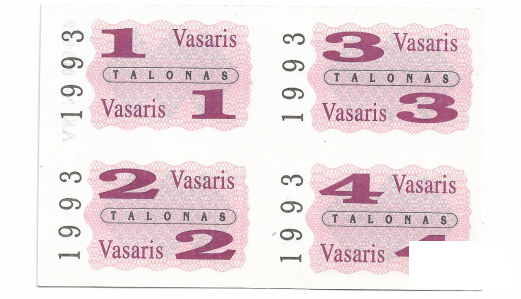 1993
1 Vasaris
TALONAS
Vasaris 1
1993
3 Vasaris
TALONAS
Vasaris 3
1993
2 Vasaris
TALONAS
Vasaris 2
1993
4 Vasaris
TALONAS
Vasaris